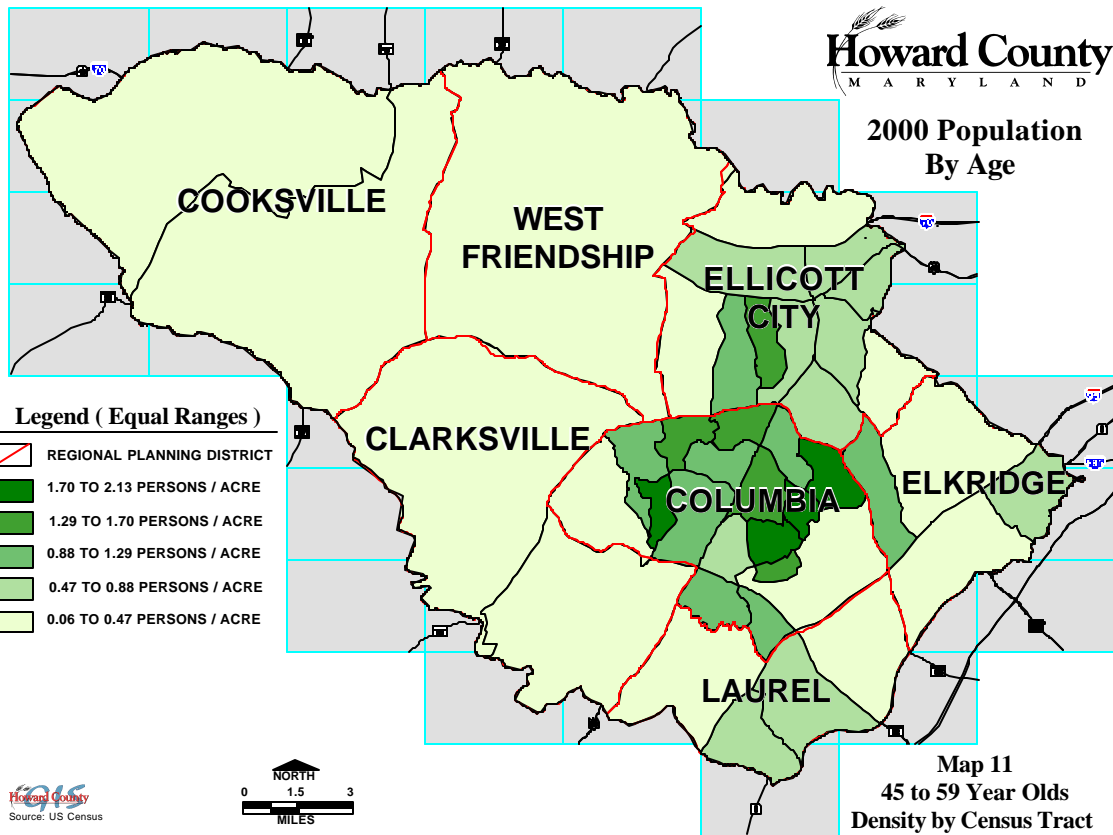 Howard County
MARYLAND
2000 Population
By Age
COOKSVILLE
WEST
FRIENDSHIP
ELLICOTT
CITY
CLARKSVILLE
COLUMBIA
ELKRIDGE
LAUREL
Legend ( Equal Ranges )
REGIONAL PLANNING DISTRICT
1.70 TO 2.13 PERSONS / ACRE
1.29 TO 1.70 PERSONS / ACRE
0.88 TO 1.29 PERSONS / ACRE
0.47 TO 0.88 PERSONS / ACRE
0.06 TO 0.47 PERSONS / ACRE
Howard County
GIS
Source: US Census
NORTH
0 1.5 3
MILES
Map 11
45 to 59 Year Olds
Density by Census Tract